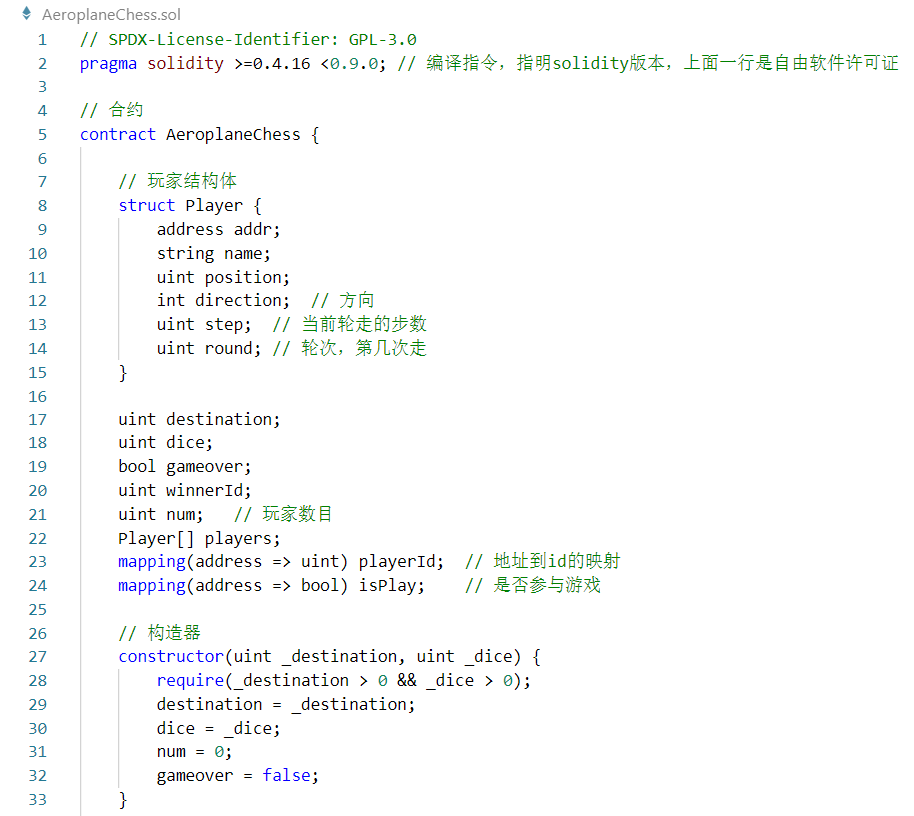 AeroplaneChess.sol
1 // SPDX-License-Identifier: GPL-3.0
2 pragma solidity >=0.4.16 <0.9.0; // 编译指令，指明solidity版本，上面一行是自由软件许可证
3
4 // 合约
5 contract AeroplaneChess {
6
7 // 玩家结构体
8 struct Player {
9 address addr;
10 string name;
11 uint position;
12 int direction; // 方向
13 uint step; // 当前轮走的步数
14 uint round; // 轮次，第几次走
15 }
16
17 uint destination;
18 uint dice;
19 bool gameover;
20 uint winnerId;
21 uint num; // 玩家数目
22 Player[] players;
23 mapping(address => uint) playerId; // 地址到id的映射
24 mapping(address => bool) isPlay; // 是否参与游戏
25
26 // 构造器
27 constructor(uint _destination, uint _dice) {
28 require(_destination > 0 && _dice > 0);
29 destination = _destination;
30 dice = _dice;
31 num = 0;
32 gameover = false;
33 }